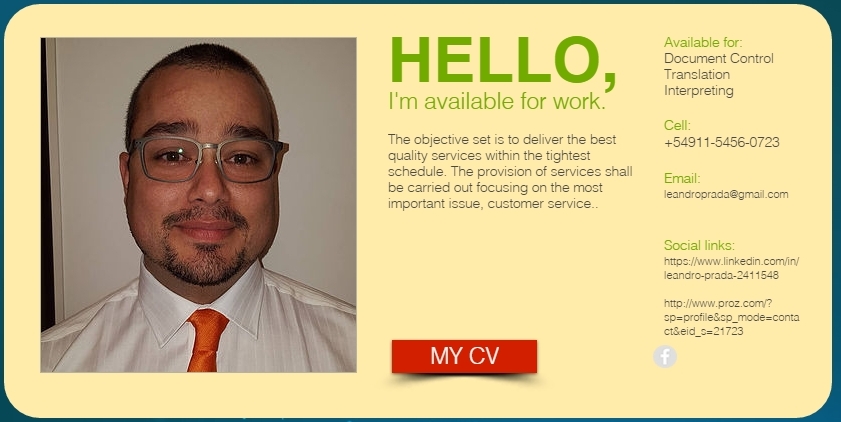 HELLO,
I'm available for work.
The objective set is to deliver the best
quality services within the tightest
schedule. The provision of services shall
be carried out focusing on the most
important issue, customer service..
MY CV
Available for:
Document Control
Translation
Interpreting
Cell:
+54911-5456-0723
Email:
leandroprada@gmail.com
Social links:
https://www.linkedin.com/in/
leandro-prada-2411548
http://www.proz.com/?
sp=profile&sp_mode=conta
ct&eid_s=21723
f